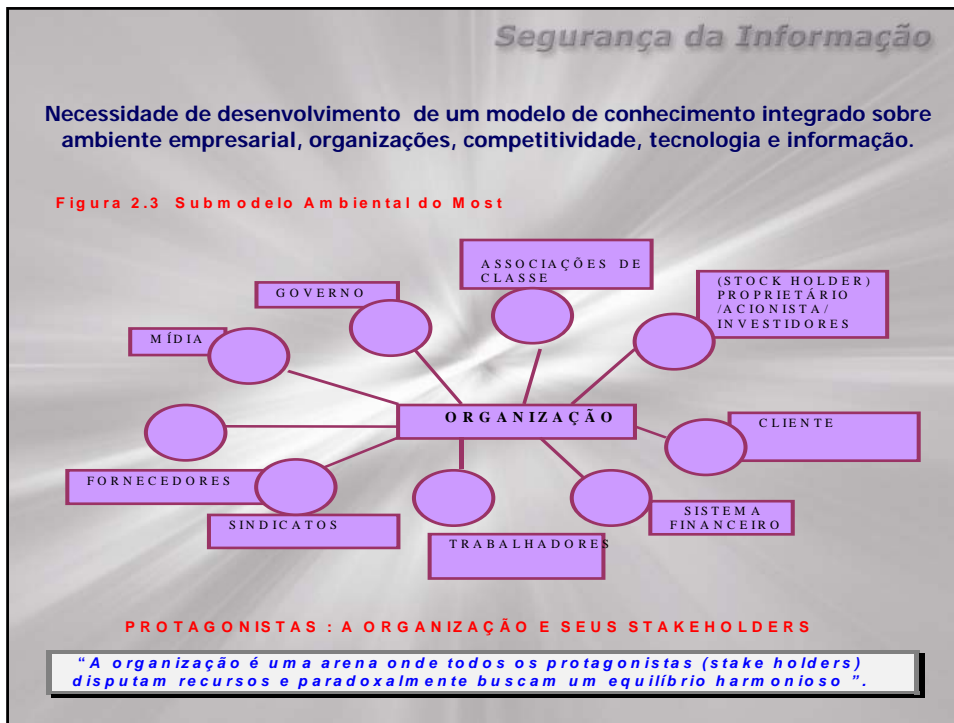 Segurança da Informação
Necessidade de desenvolvimento de um modelo de conhecimento integrado sobre
ambiente empresarial, organizações, competitividade, tecnologia e informação.
Figura 2.3 Submodelo Ambiental do Most
ASSOCIAÇÕES DE
CLASSE
GOVERNO
(STOCK HOLDER)
PROPRIETÁRIO
/ACIONISTA/
INVESTIDORES
MÍDIA
ORGANIZAÇÃO
CLIENTE
FORNECEDORES
SINDICATOS
TRABALHADORES
SISTEMA
FINANCEIRO
PROTAGONISTAS : A ORGANIZAÇÃO E SEUS STAKEHOLDERS
“A organização é uma arena onde todos os protagonistas (stake holders)
disputam recursos e paradoxalmente buscam um equilíbrio harmonioso ”.